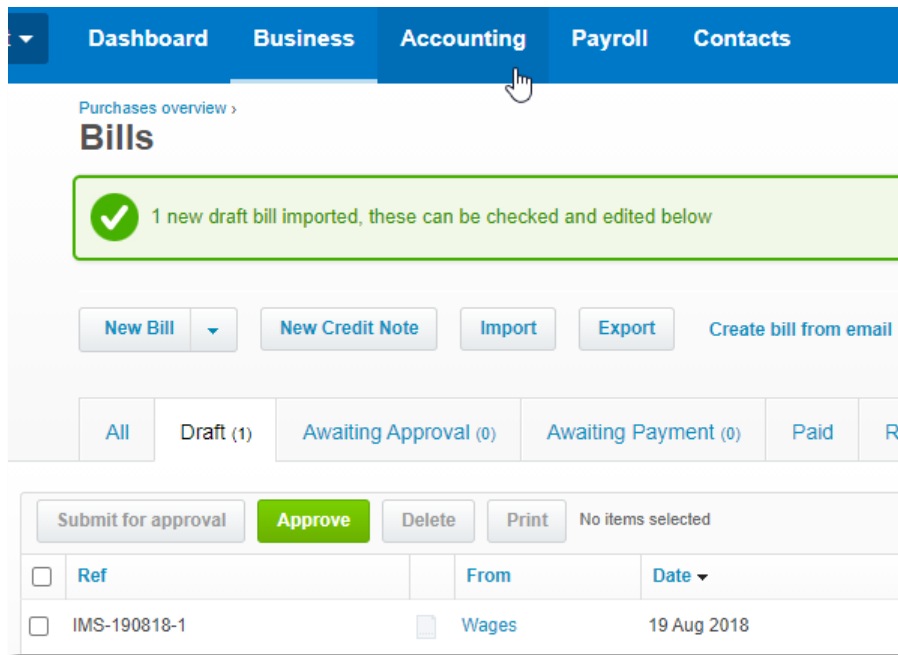 Dashboard Business Accounting Payroll Contacts
Purchases overview ›
Bills
1 new draft bill imported, these can be checked and edited below
New Bill New Credit Note Import Export Create bill from email
All Draft (1) Awaiting Approval (0) Awaiting Payment (0) Paid R
Submit for approval Approve Delete Print No items selected
Ref From Date
IMS-190818-1 Wages 19 Aug 2018